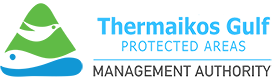 Thermaikos Gulf
PROTECTED AREAS
MANAGEMENT AUTHORITY